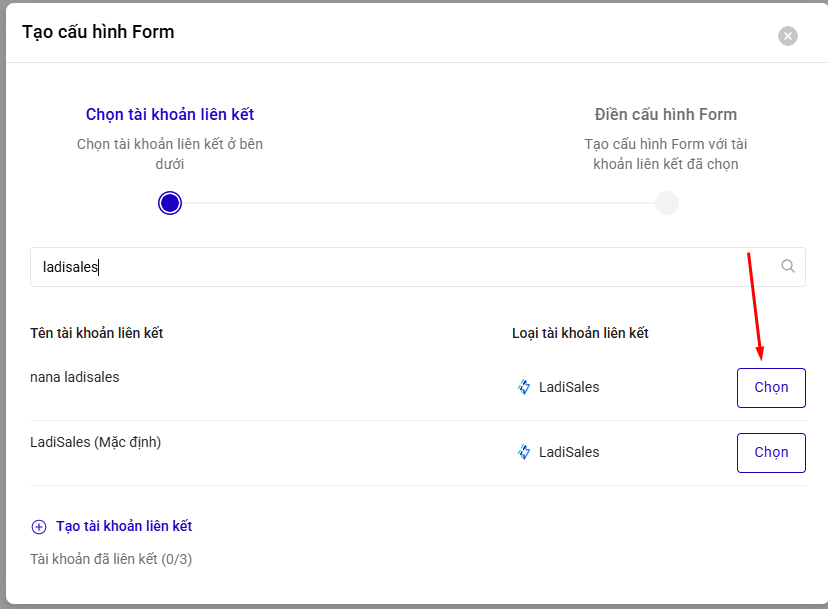 Tạo cấu hình Form
Chọn tài khoản liên kết
Chọn tài khoản liên kết ở bên
dưới
Điền cấu hình Form
Tạo cấu hình Form với tài
khoản liên kết đã chọn
ladisales
Tên tài khoản liên kết
Loại tài khoản liên kết
nana ladisales
LadiSales
Chọn
LadiSales (Mặc định)
LadiSales
Chọn
Tạo tài khoản liên kết
Tài khoản đã liên kết (0/3)